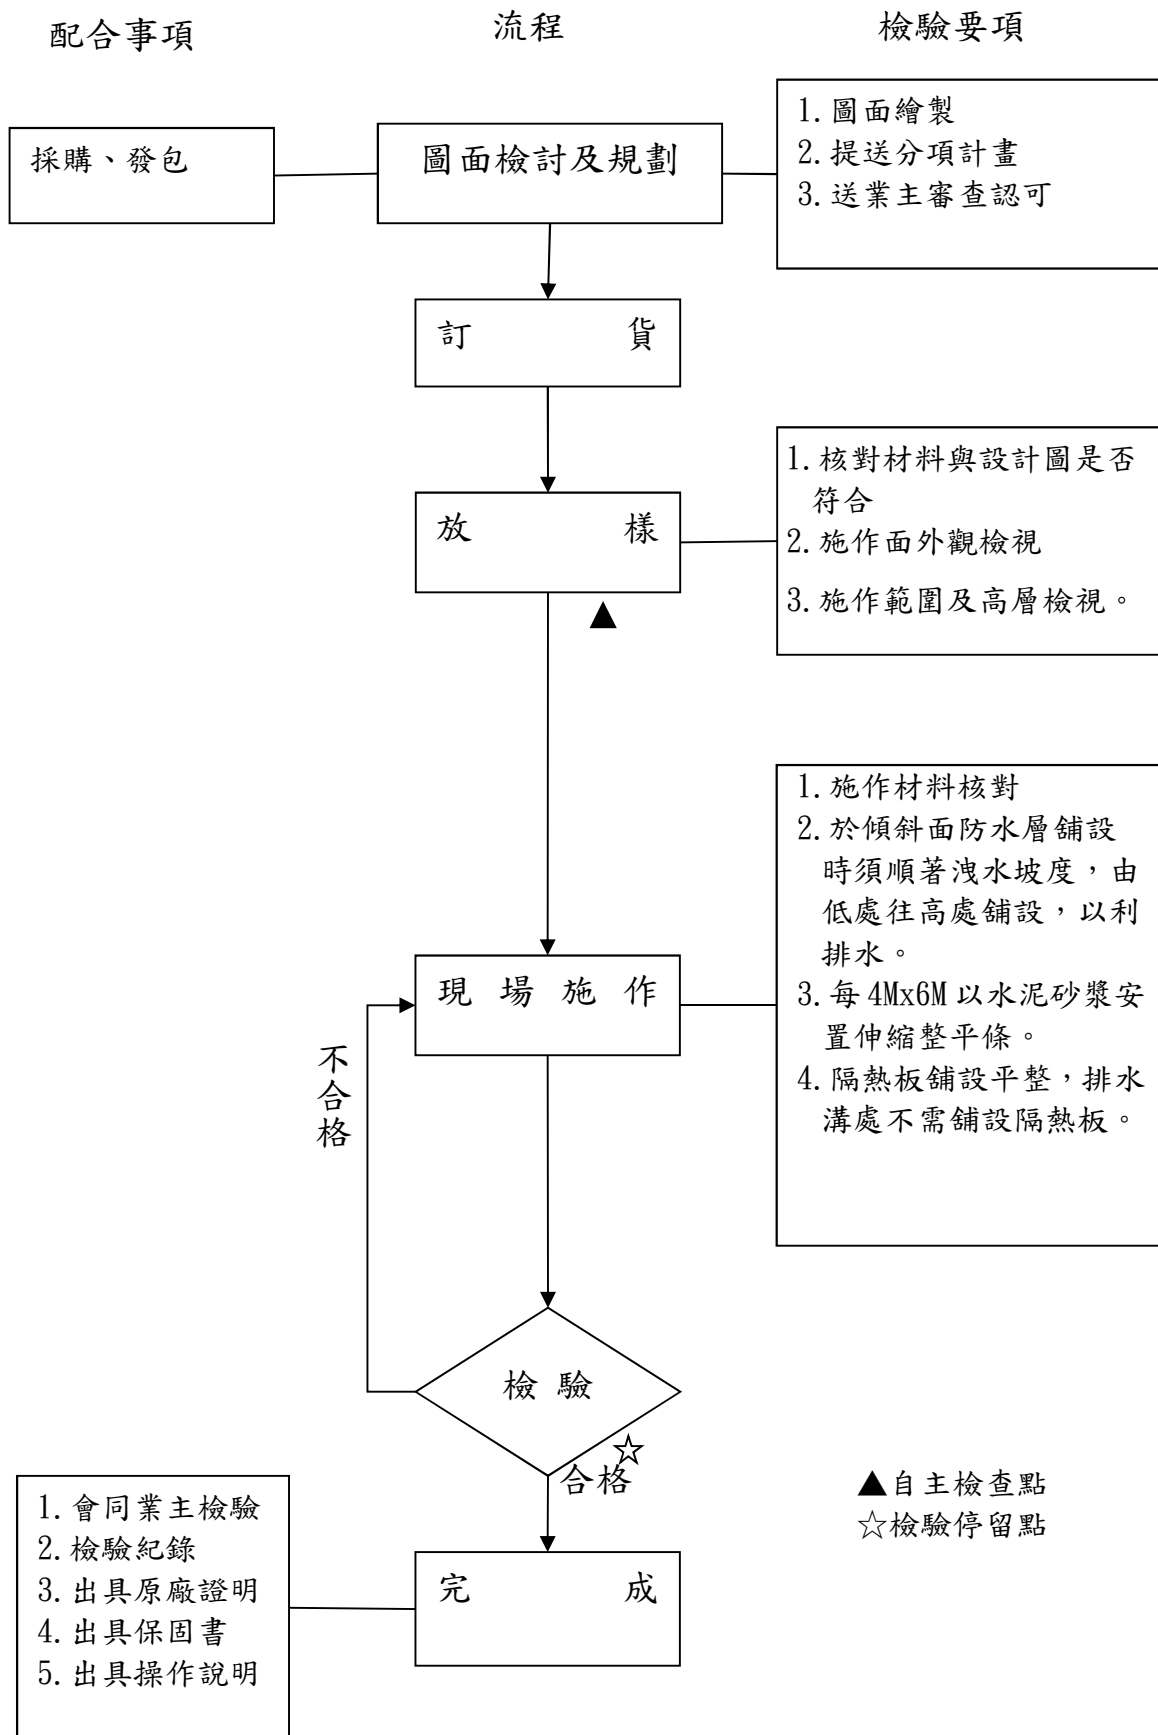 配合事項
流程
檢驗要項
採購、發包
圖面檢討及規劃
1.圖面繪製
2.提送分項計畫
3.送業主審查認可
訂 貨
放 樣
▲
1.核對材料與設計圖是否
符合
2.施作面外觀檢視
3.施作範圍及高層檢視。
現 場 施 作
1.施作材料核對
2.於傾斜面防水層舖設
時須順著洩水坡度，由
低處往高處舖設，以利
排水。
3.每 4Mx6M 以水泥砂漿安
置伸縮整平條。
4.隔熱板舖設平整，排水
溝處不需舖設隔熱板。
不
合
格
檢 驗
☆
合格
完 成
1.會同業主檢驗
2.檢驗紀錄
3.出具原廠證明
4.出具保固書
5.出具操作說明
▲自主檢查點
☆檢驗停留點